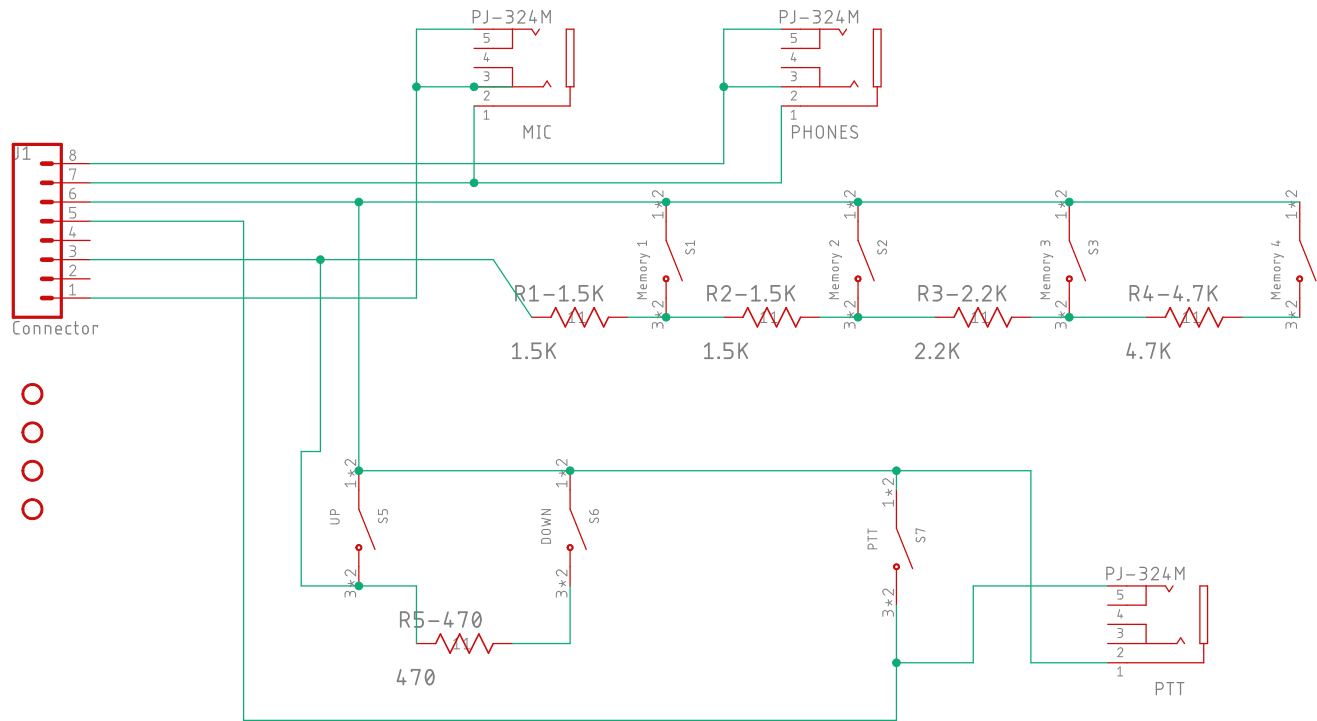 PJ-324M
PJ-324M
5
4
3
2
1
MIC
5
4
3
2
1
PHONES
J1
8
7
6
5
4
3
2
1
Connector
1*2
Memory 1
S1
3*2
1*2
Memory 2
S2
3*2
1*2
Memory 3
S3
3*2
1*2
Memory 4
3*2
R1-1.5K
11
1.5K
R2-1.5K
11
1.5K
R3-2.2K
11
2.2K
R4-4.7K
11
4.7K
1*2
UP
S5
3*2
1*2
DOWN
S6
3*2
1*2
PTT
S7
3*2
R5-470
11
470
PJ-324M
5
4
3
2
1
PTT